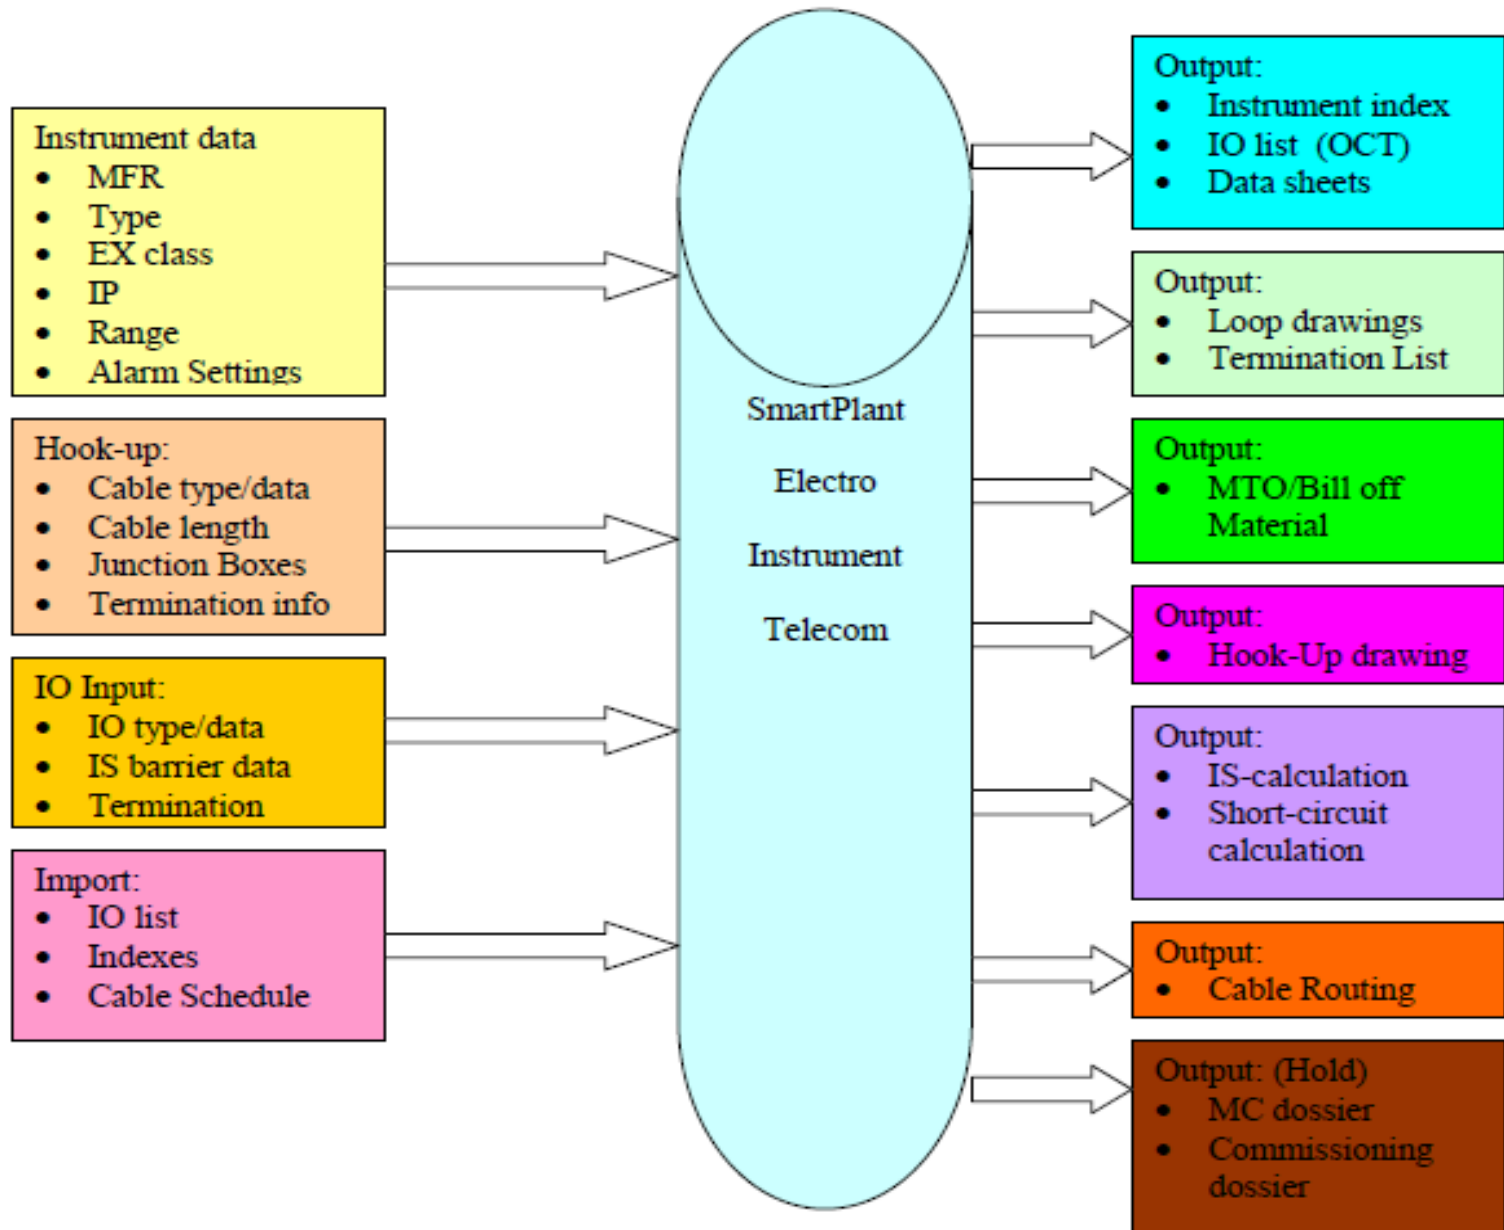 Instrument data
• MFR
• Type
• EX class
• IP
• Range
• Alarm Settings
Hook-up:
• Cable type/data
• Cable length
• Junction Boxes
• Termination info
IO Input:
• IO type/data
• IS barrier data
• Termination
Import:
• IO list
• Indexes
• Cable Schedule
SmartPlant
Electro
Instrument
Telecom
Output:
• Instrument index
• IO list (OCT)
• Data sheets
Output:
• Loop drawings
• Termination List
Output:
• MTO/Bill off
Material
Output:
• Hook-Up drawing
Output:
• IS-calculation
• Short-circuit
calculation
Output:
• Cable Routing
Output: (Hold)
• MC dossier
• Commissioning
dossier